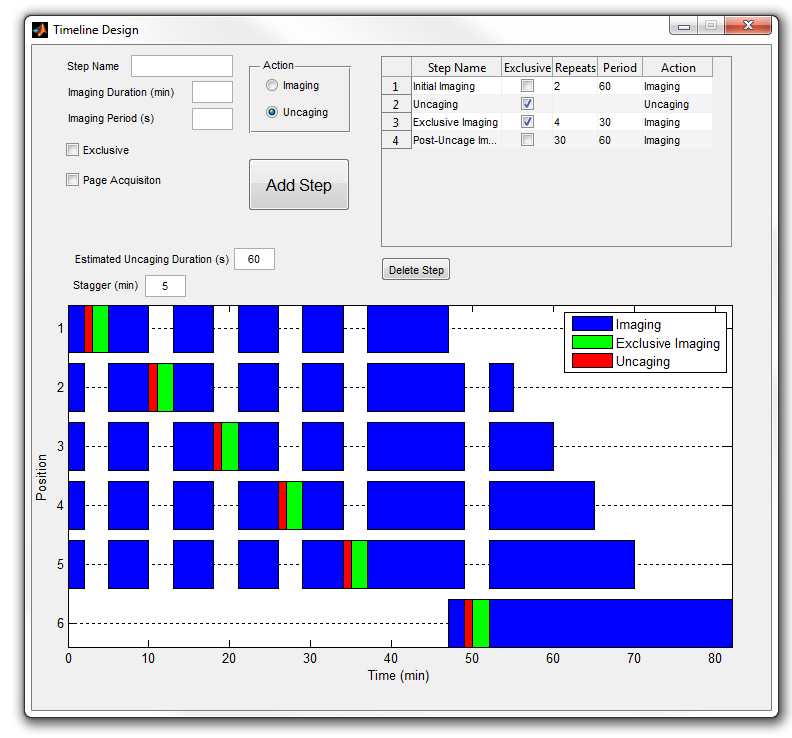 Timeline Design
Step Name
Imaging Duration (min)
Imaging Period (s)
Exclusive
Page Acquisiton
Action
Imaging
Uncaging
Add Step
Step Name Exclusive Repeats Period Action
1 Initial Imaging 2 60 Imaging
2 Uncaging Uncaging
3 Exclusive Imaging 4 30 Imaging
4 Post-Uncage Im... 30 60 Imaging
Estimated Uncaging Duration (s) 60
Stagger (min) 5
Delete Step
Imaging
Exclusive Imaging
Uncaging
Position
1
2
3
4
5
6
0 10 20 30 40 50 60 70 80
Time (min)